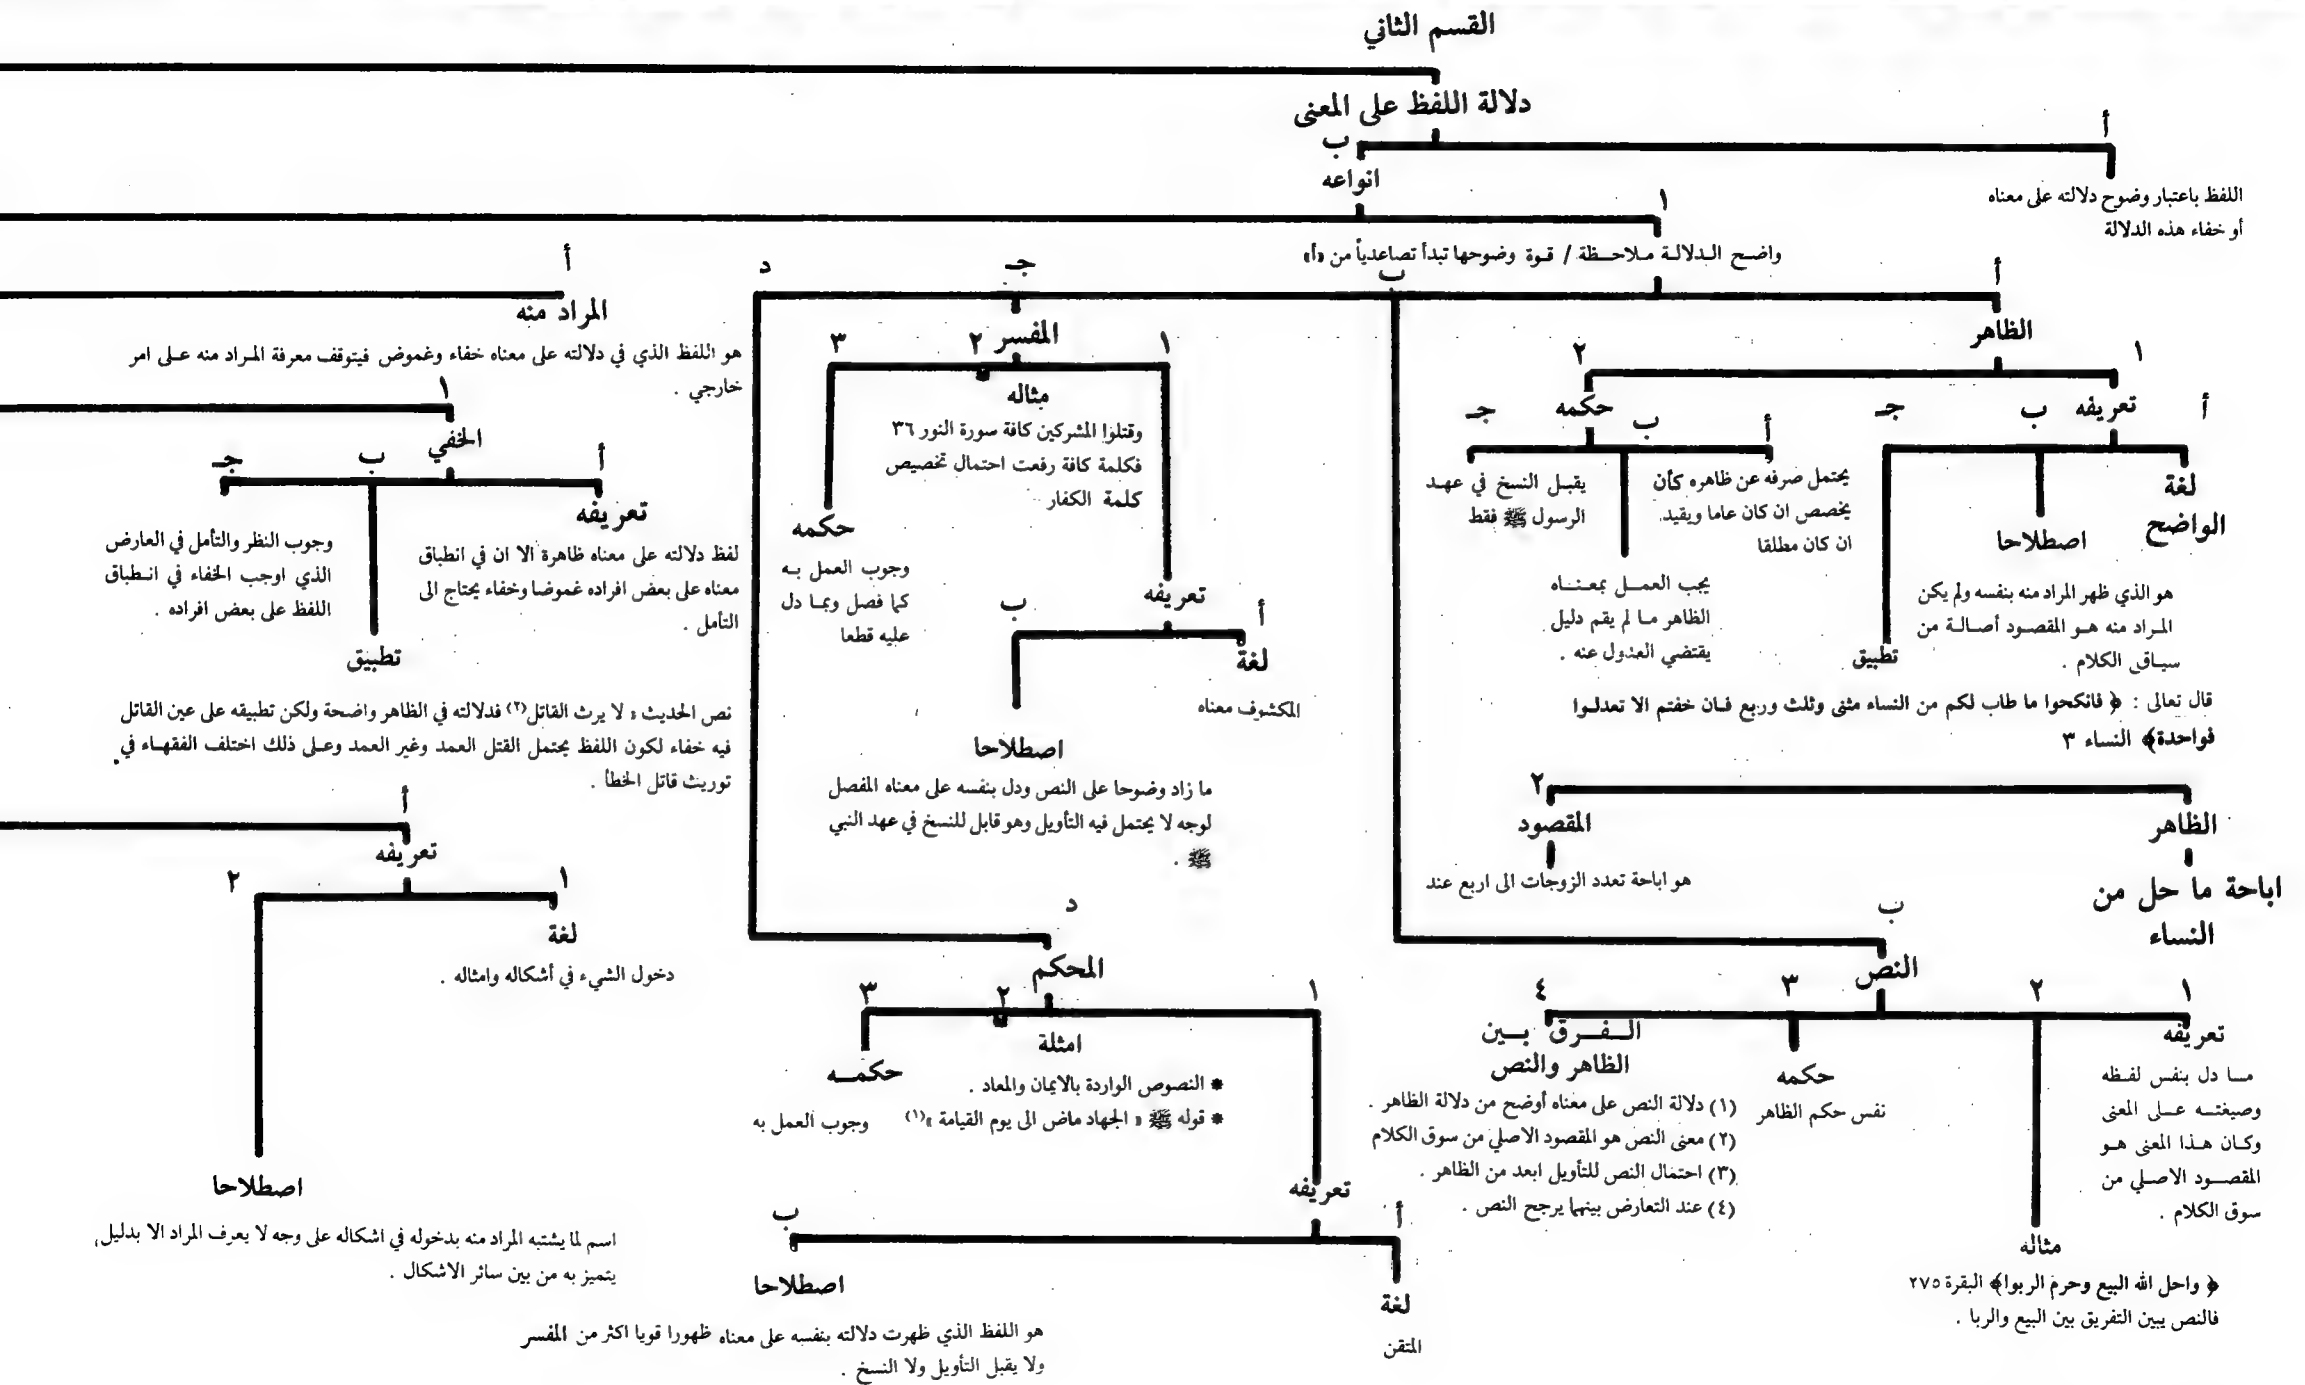 القسم الثاني
دلالة اللفظ على المعنى
أ
اللفظ باعتبار وضوح دلالته على معناه
أو خفاء هذه الدلالة
ب
انواعه
١
واضح الدلالة ملاحظة / قوة وضوحها تبدأ تصاعدياً من «أ»
أ
الظاهر
١
تعريفه
أ
لغة
الواضح
ب
اصطلاحا
هو الذي ظهر المراد منه بنفسه ولم يكن
المراد منه هو المقصود أصالة من
سياق الكلام .
جـ
تطبيق
قال تعالى : ﴿ فانكحوا ما طاب لكم من النساء مثنى وثلث وربع فان خفتم الا تعدلوا
فواحدة﴾ النساء ٣
الظاهر
اباحة ما حل من
النساء
٢
المقصود
هو اباحة تعدد الزوجات الى اربع عند
٢
حكمه
أ
يحتمل صرفه عن ظاهره كأن
يخصص ان كان عاما ويقيد
ان كان مطلقا
ب
يجب العمل بمعناه
الظاهر ما لم يقم دليل
يقتضي العدول عنه .
جـ
يقبل النسخ في عهد
الرسول ﷺ فقط
ب
ب
النص
١
تعريفه
ما دل بنفس لفظه
وصيغته على المعنى
وكان هذا المعنى هو
المقصود الاصلي من
سوق الكلام .
٢
مثاله
﴿ واحل الله البيع وحرم الربوا﴾ البقرة ٢٧٥
فالنص يبين التفريق بين البيع والربا .
٣
حكمه
نفس حكم الظاهر
٤
الفرق بين
الظاهر والنص
(١) دلالة النص على معناه أوضح من دلالة الظاهر .
(٢) معنى النص هو المقصود الاصلي من سوق الكلام
(٣) احتمال النص للتأويل ابعد من الظاهر .
(٤) عند التعارض بينهما يرجح النص .
جـ
المفسر
١
تعريفه
أ
لغة
المكشوف معناه
ب
اصطلاحا
ما زاد وضوحا على النص ودل بنفسه على معناه المفصل
لوجه لا يحتمل فيه التأويل وهو قابل للنسخ في عهد النبي
ﷺ .
٢
مثاله
وقتلوا المشركين كافة سورة النور ٣٦
فكلمة كافة رفعت احتمال تخصيص
كلمة الكفار
٣
حكمه
وجوب العمل به
كما فصل وبما دل
عليه قطعا
د
د
المحكم
١
تعريفه
أ
لغة
المتقن
ب
اصطلاحا
هو اللفظ الذي ظهرت دلالته بنفسه على معناه ظهورا قويا اكثر من المفسر
ولا يقبل التأويل ولا النسخ .
٢
امثلة
* النصوص الواردة بالايمان والمعاد .
* قوله ﷺ « الجهاد ماض الى يوم القيامة »(١)
٣
حكمه
وجوب العمل به
أ
المراد منه
هو اللفظ الذي في دلالته على معناه خفاء وغموض فيتوقف معرفة المراد منه على امر
خارجي .
١
الخفي
أ
تعريفه
لفظ دلالته على معناه ظاهرة الا ان في انطباق
معناه على بعض افراده غموضا وخفاء يحتاج الى
التأمل .
ب
تطبيق
نص الحديث « لا يرث القاتل(٢) فدلالته في الظاهر واضحة ولكن تطبيقه على عين القاتل
فيه خفاء لكون اللفظ يحتمل القتل العمد وغير العمد وعلى ذلك اختلف الفقهاء في
توريث قاتل الخطأ .
جـ
وجوب النظر والتأمل في العارض
الذي اوجب الخفاء في انطباق
اللفظ على بعض افراده .
أ
تعريفه
١
لغة
دخول الشيء في أشكاله وامثاله .
٢
اصطلاحا
اسم لما يشتبه المراد منه بدخوله في اشكاله على وجه لا يعرف المراد الا بدليل
يتميز به من بين سائر الاشكال .